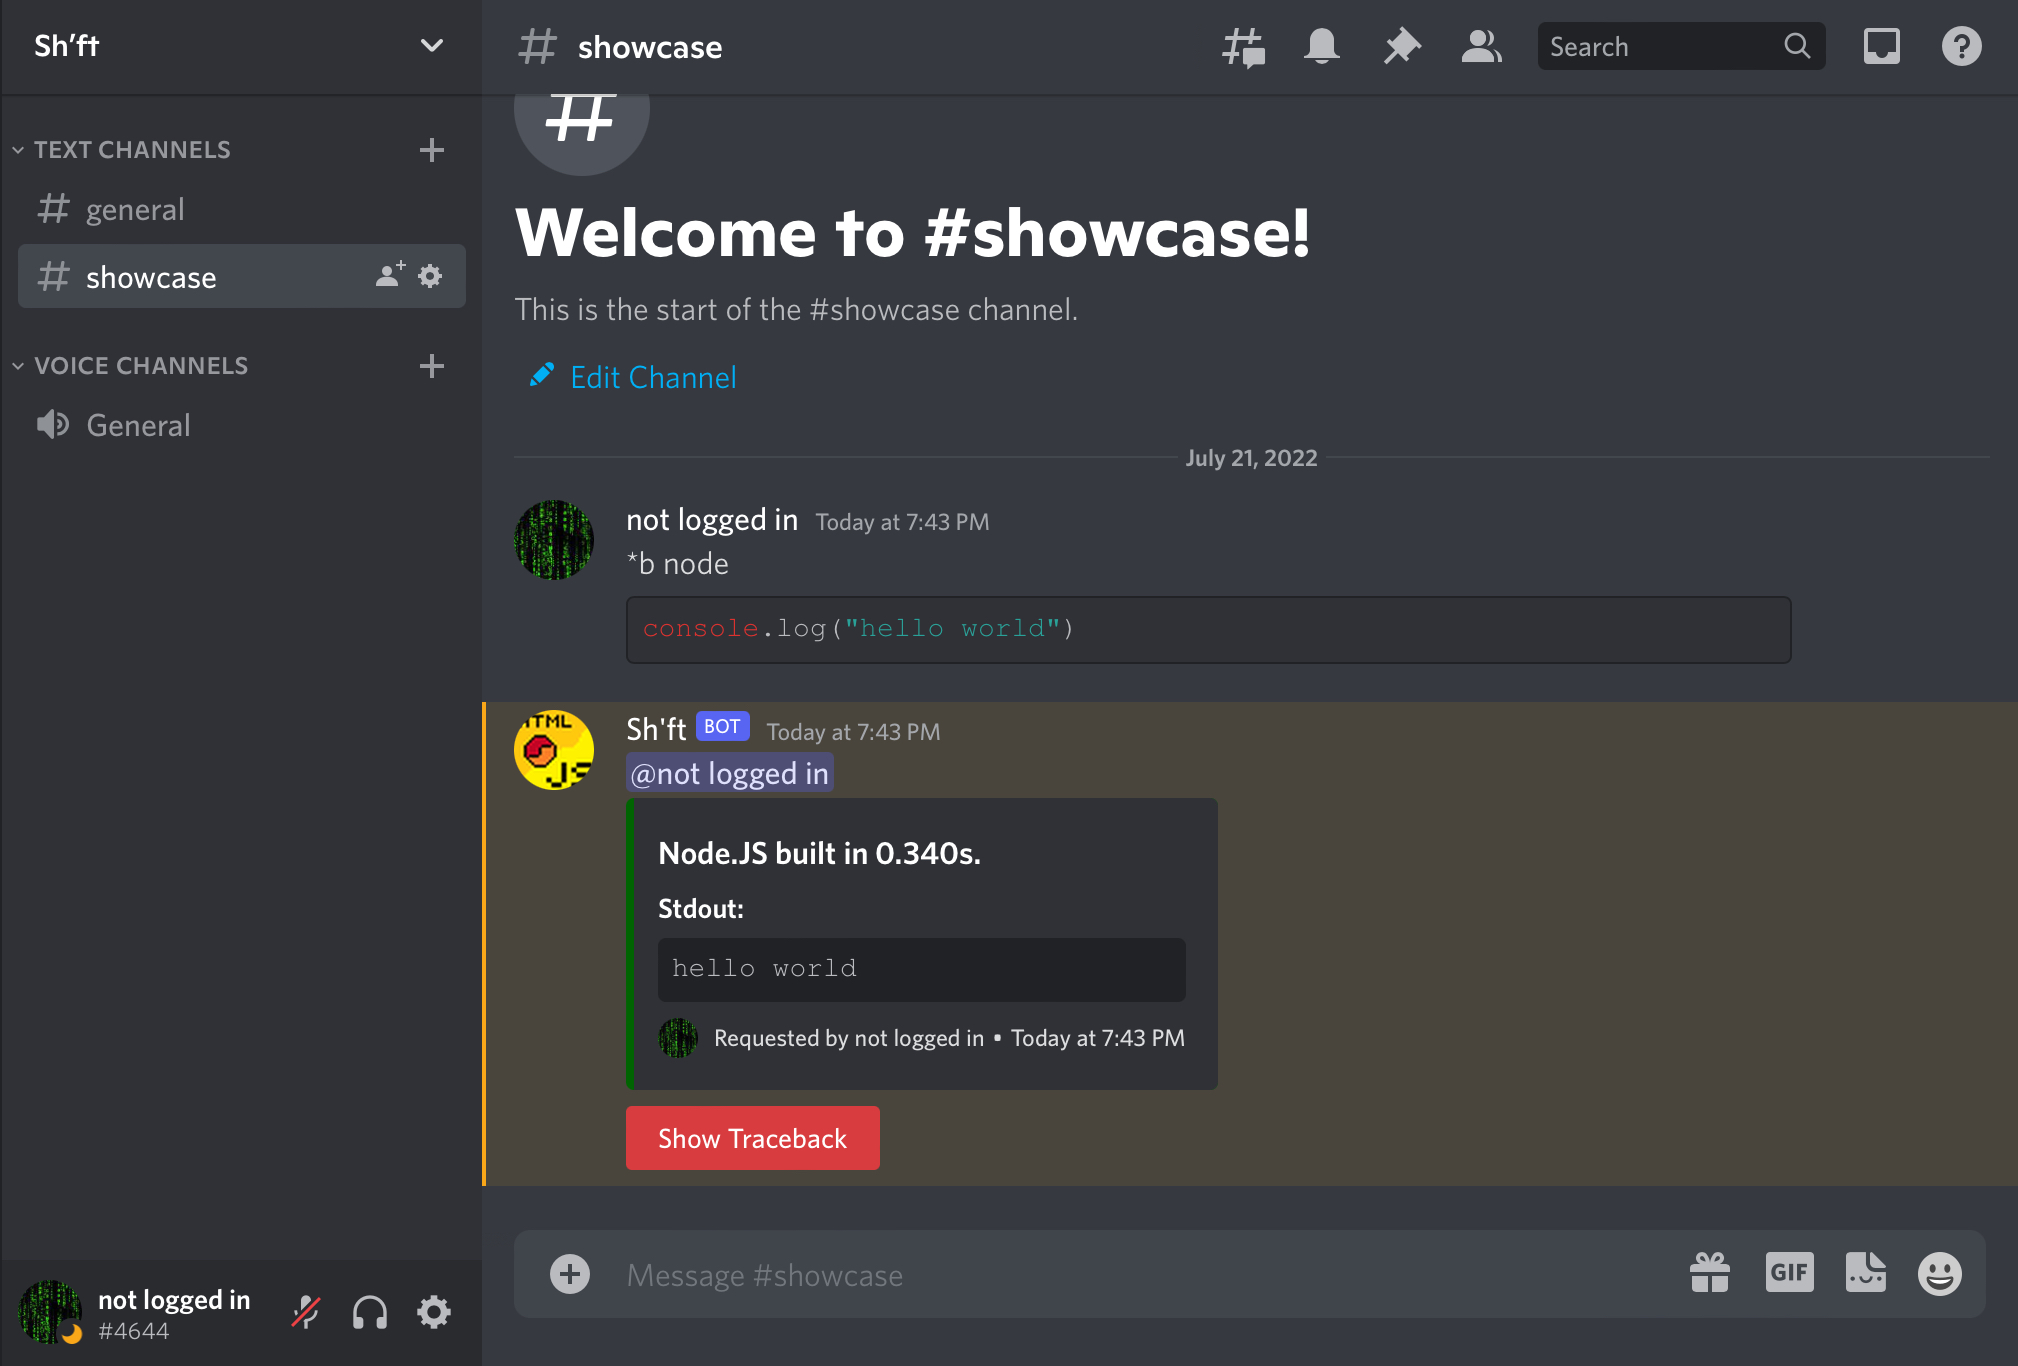 Sh'ft
TEXT CHANNELS
general
showcase
VOICE CHANNELS
General
not logged in
#4644
showcase
Search
Welcome to #showcase!
This is the start of the #showcase channel.
Edit Channel
July 21, 2022
not logged in Today at 7:43 PM
*b node
console.log("hello world")
HTML
JS
Sh'ft BOT Today at 7:43 PM
@not logged in
Node.JS built in 0.340s.
Stdout:
hello world
Requested by not logged in • Today at 7:43 PM
Show Traceback
Message #showcase
GIF